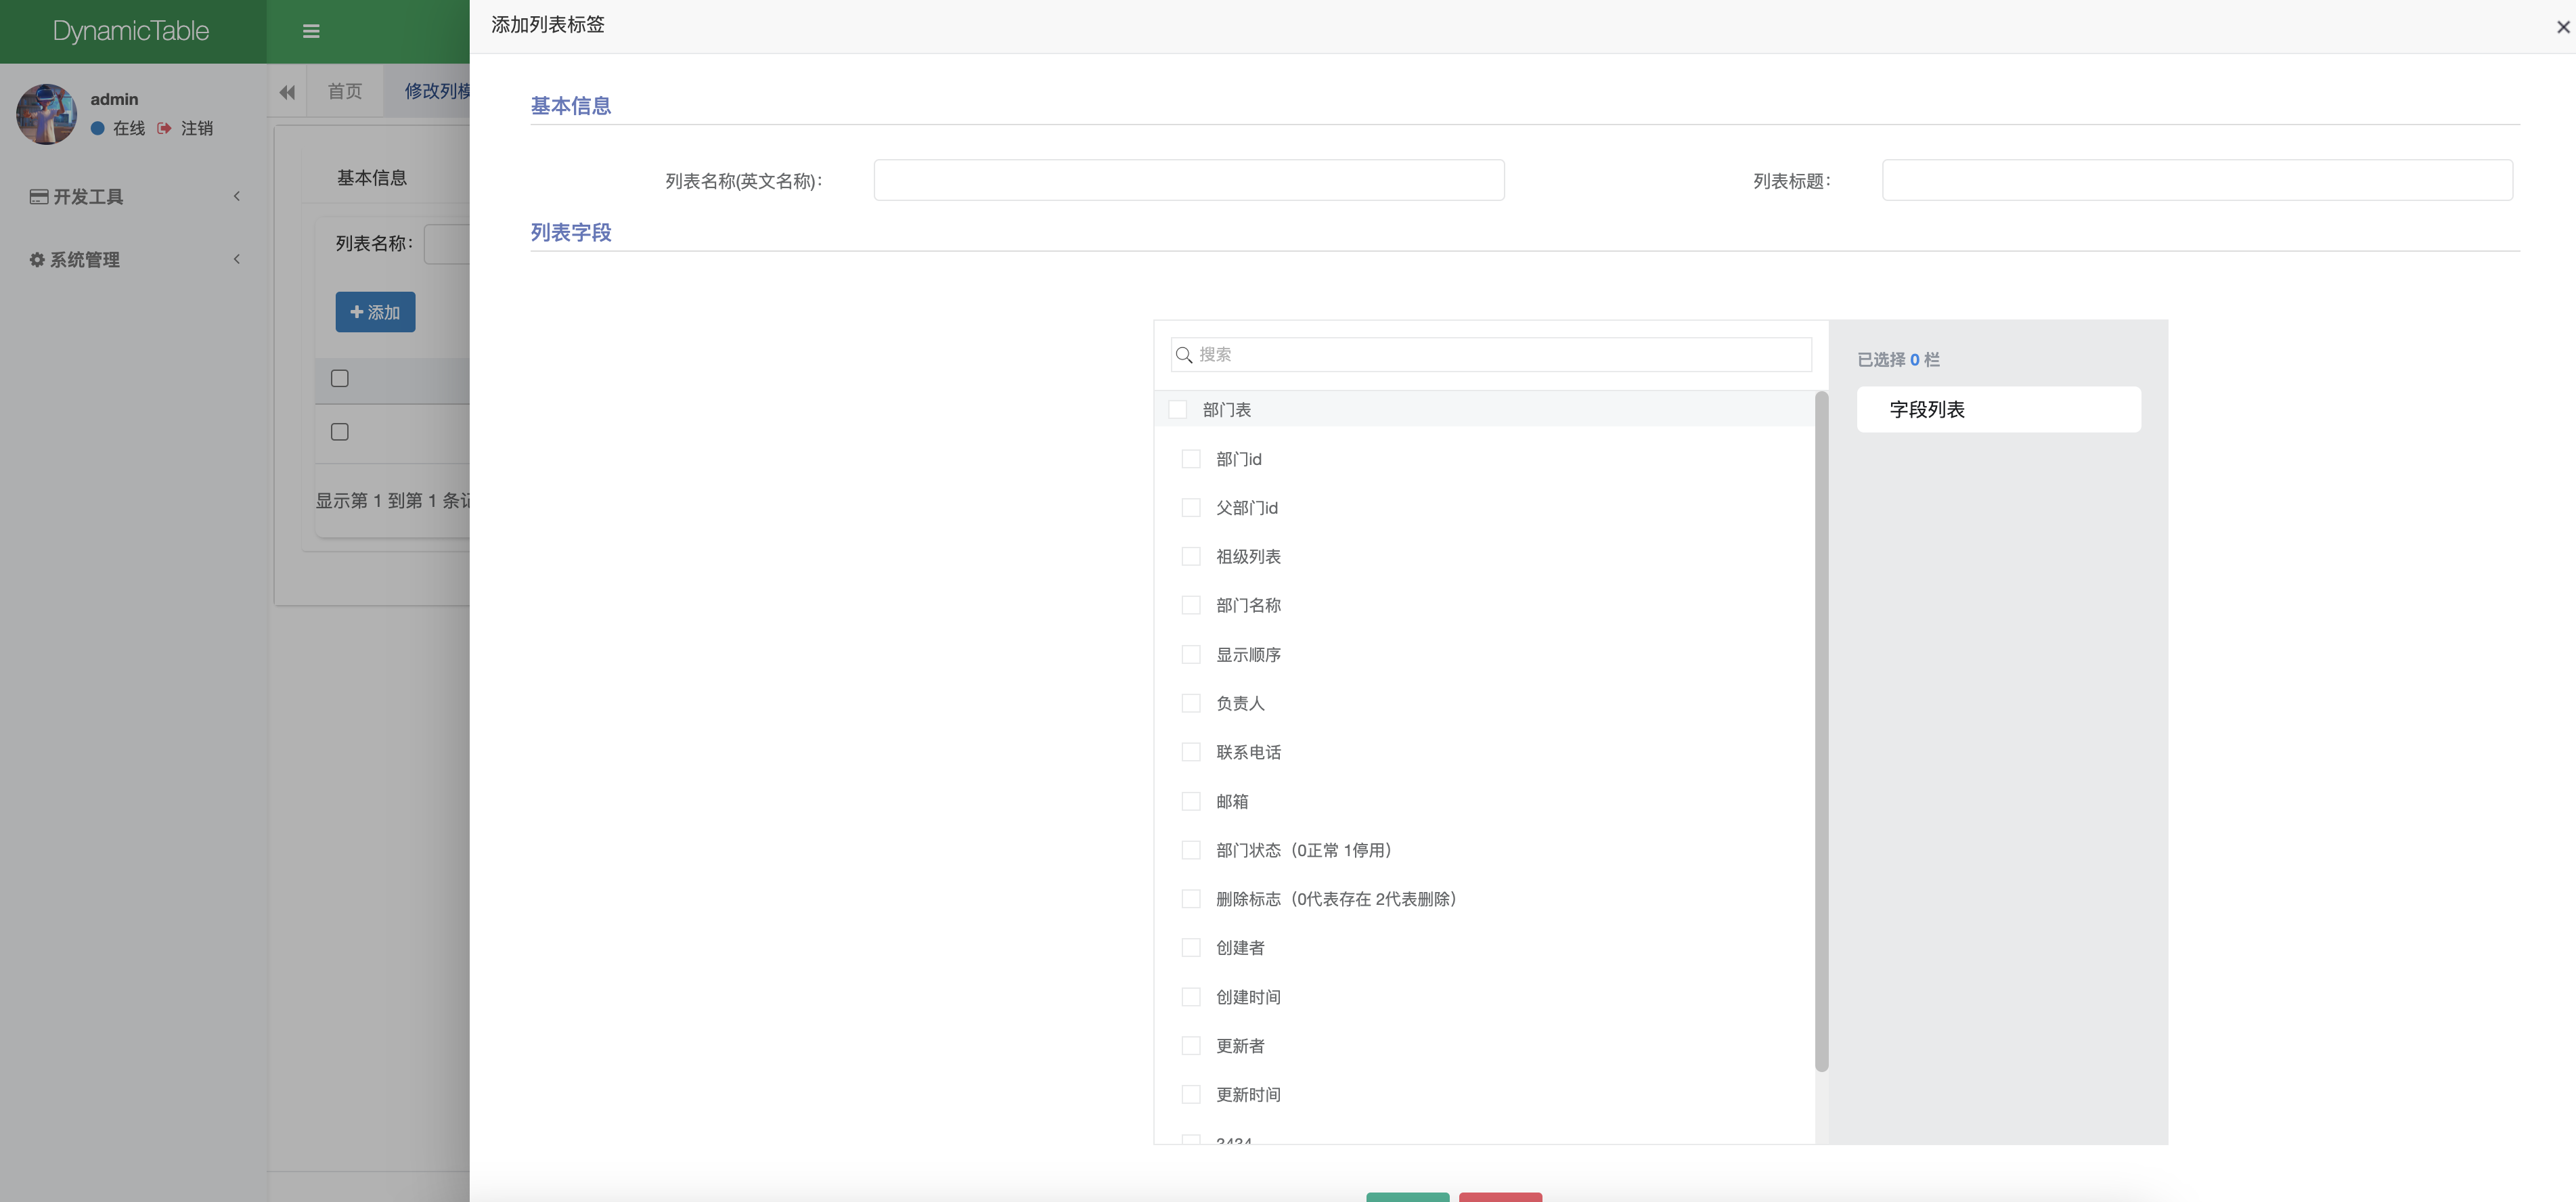 DynamicTable
admin
在线 注销
开发工具
系统管理
首页 修改列模
基本信息
列表名称：
添加
显示第 1 到第 1 条记
添加列表标签
基本信息
列表名称(英文名称)： 列表标题：
列表字段
搜索
部门表
部门id
父部门id
祖级列表
部门名称
显示顺序
负责人
联系电话
邮箱
部门状态（0正常 1停用）
删除标志（0代表存在 2代表删除）
创建者
创建时间
更新者
更新时间
已选择 0 栏
字段列表